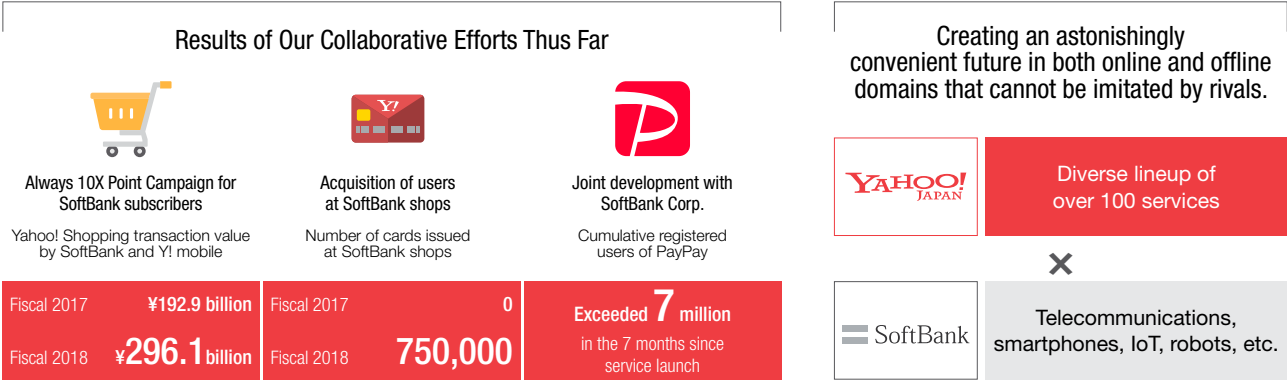 Results of Our Collaborative Efforts Thus Far
Y!
Always 10X Point Campaign for
SoftBank subscribers
Yahoo! Shopping transaction value
by SoftBank and Y! mobile
Fiscal 2017 ¥192.9 billion
Fiscal 2018 ¥296.1 billion
Acquisition of users
at SoftBank shops
Number of cards issued
at SoftBank shops
Fiscal 2017 0
Fiscal 2018 750,000
P
Joint development with
SoftBank Corp.
Cumulative registered
users of PayPay
Exceeded 7 million
in the 7 months since
service launch
Creating an astonishingly
convenient future in both online and offline
domains that cannot be imitated by rivals.
YAHOO!
JAPAN
Diverse lineup of
over 100 services
×
SoftBank
Telecommunications,
smartphones, IoT, robots, etc.